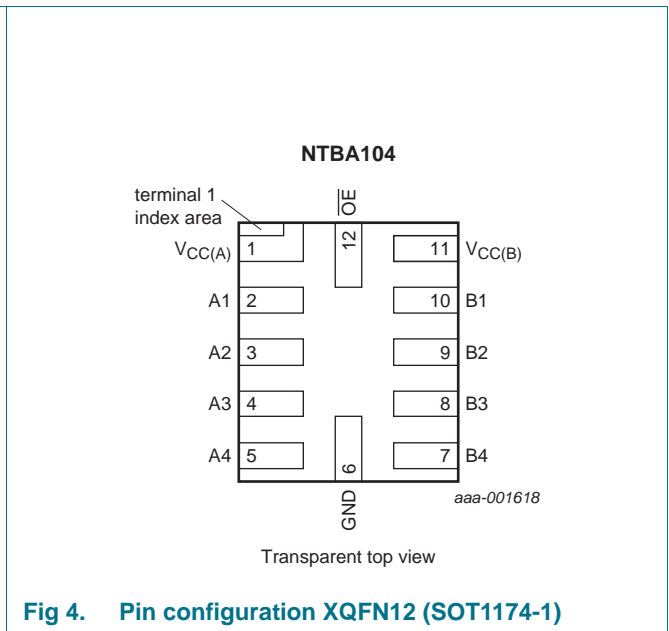 NTBA104
terminal 1
index area
OE
12
VCC(A) 1 11 VCC(B)
A1 2 10 B1
A2 3 9 B2
A3 4 8 B3
A4 5 7 B4
6
GND
aaa-001618
Transparent top view
Fig 4. Pin configuration XQFN12 (SOT1174-1)